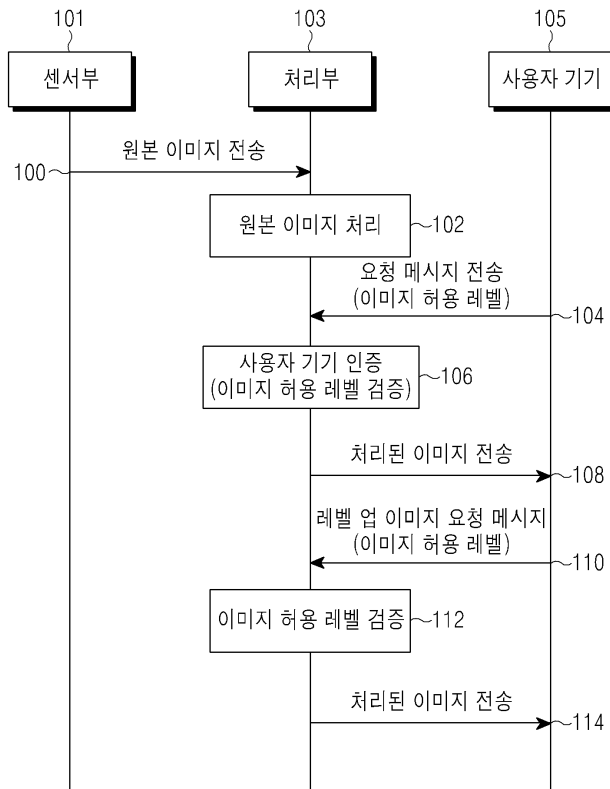 101
103
105
센서부
처리부
사용자 기기
원본 이미지 전송
100
원본 이미지 처리
102
요청 메시지 전송
(이미지 허용 레벨)
104
사용자 기기 인증
(이미지 허용 레벨 검증)
106
처리된 이미지 전송
108
레벨 업 이미지 요청 메시지
(이미지 허용 레벨)
110
이미지 허용 레벨 검증
112
처리된 이미지 전송
114